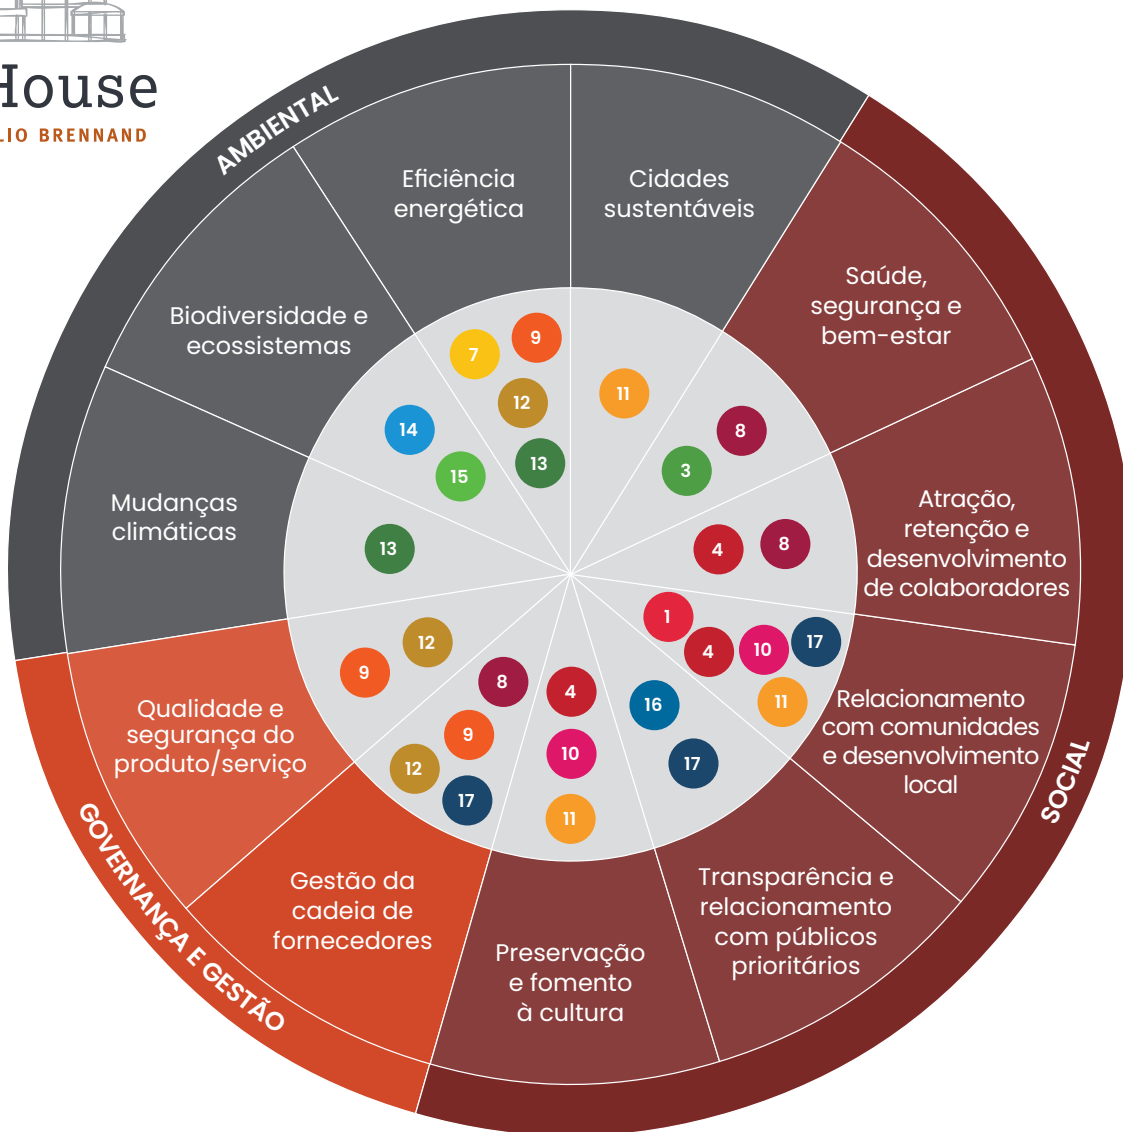 House
LIO BRENNAND
AMBIENTAL
Eficiência
energética
7
9
12
13
Cidades
sustentáveis
11
Saúde,
segurança e
bem-estar
8
3
Atração,
retenção e
desenvolvimento
de colaboradores
4
8
Relacionamento
com comunidades
e desenvolvimento
local
1
4
10
17
11
SOCIAL
Transparência e
relacionamento
com públicos
prioritários
16
17
Preservação
e fomento
à cultura
4
10
11
Gestão da
cadeia de
fornecedores
8
9
12
17
GOVERNANÇA E GESTÃO
Qualidade e
segurança do
produto/serviço
12
9
Mudanças
climáticas
13
Biodiversidade e
ecossistemas
14
15